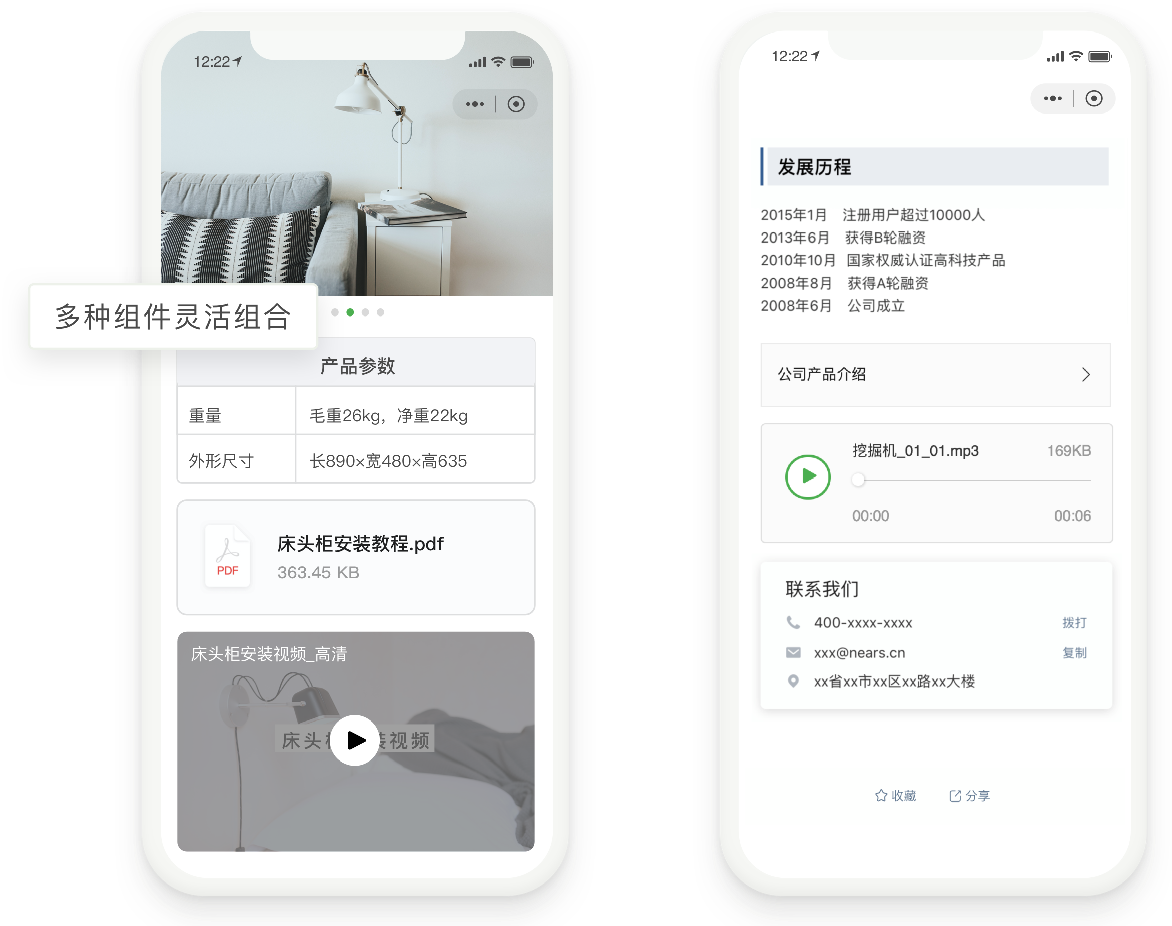 12:22
多种组件灵活组合
产品参数
重量 毛重26kg，净重22kg
外形尺寸 长890×宽480×高635
PDF
床头柜安装教程.pdf
363.45 KB
床头柜安装视频_高清
床头 装视频
12:22
发展历程
2015年1月 注册用户超过10000人
2013年6月 获得B轮融资
2010年10月 国家权威认证高科技产品
2008年8月 获得A轮融资
2008年6月 公司成立
公司产品介绍
挖掘机_01_01.mp3 169KB
00:00 00:06
联系我们
400-xxxx-xxxx 拨打
xxx@nears.cn 复制
xx省xx市xx区xx路xx大楼
收藏 分享